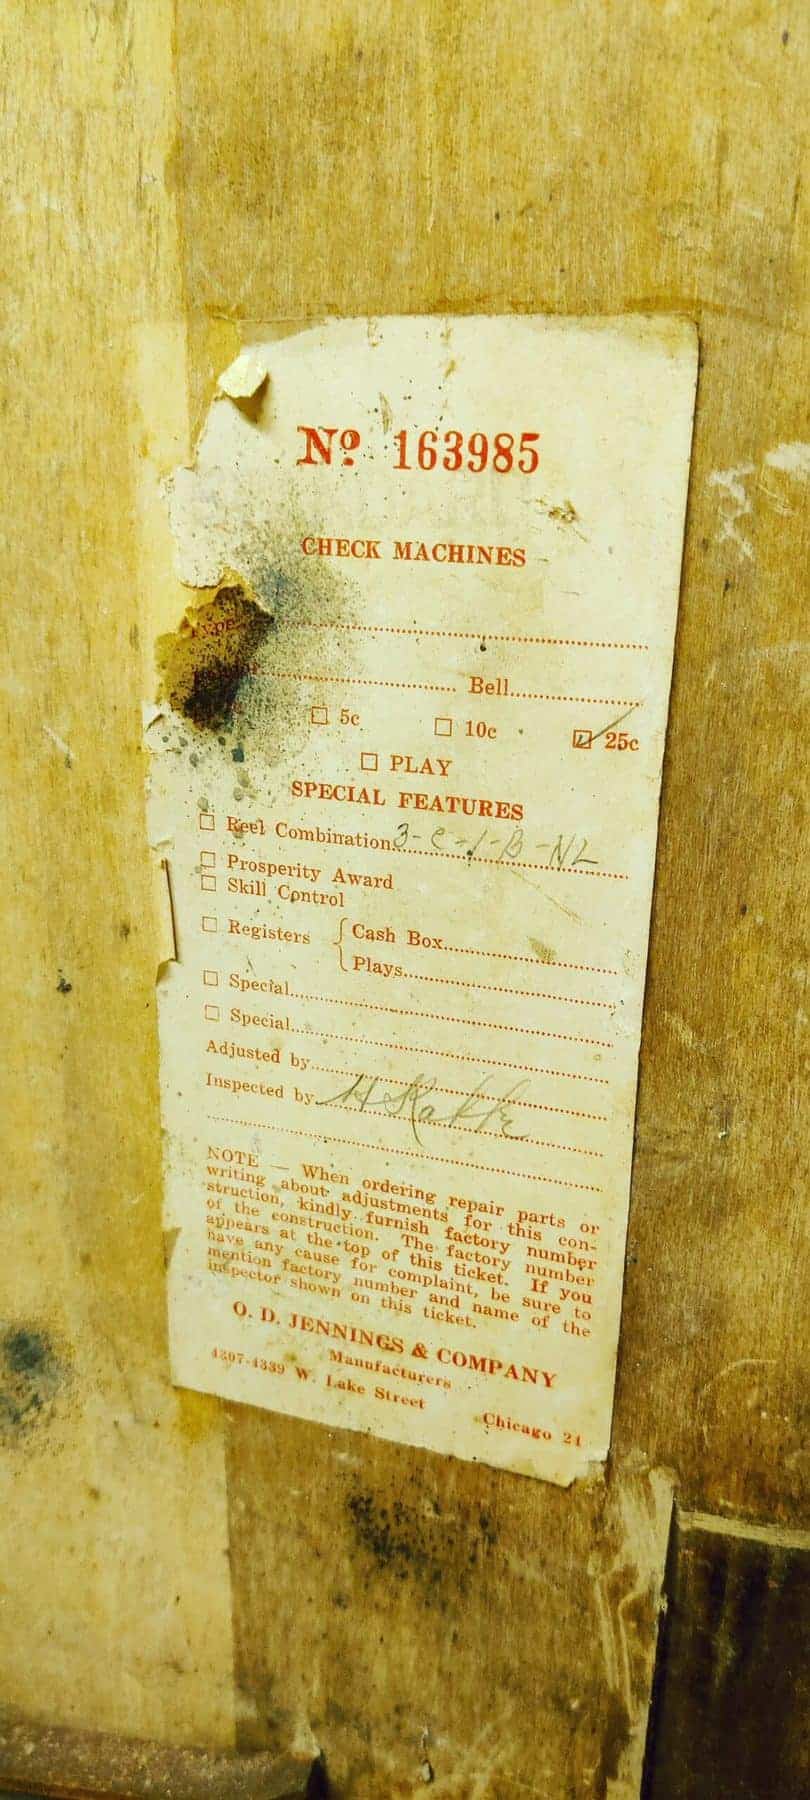 No. 163985
CHECK MACHINES
Type
Bell
5c 10c 25c
PLAY
SPECIAL FEATURES
Reel Combination 3-C-1-B-NL
Prosperity Award
Skill Control
Registers Cash Box
Plays
Special
Special
Adjusted by
Inspected by H
NOTE — When ordering repair parts or
writing about adjustments for this con-
struction, kindly furnish factory number
of the construction. The factory number
appears at the top of this ticket. If you
have any cause for complaint, be sure to
mention factory number and name of the
inspector shown on this ticket.
O. D. JENNINGS & COMPANY
Manufacturers
4307-4339 W. Lake Street Chicago 24